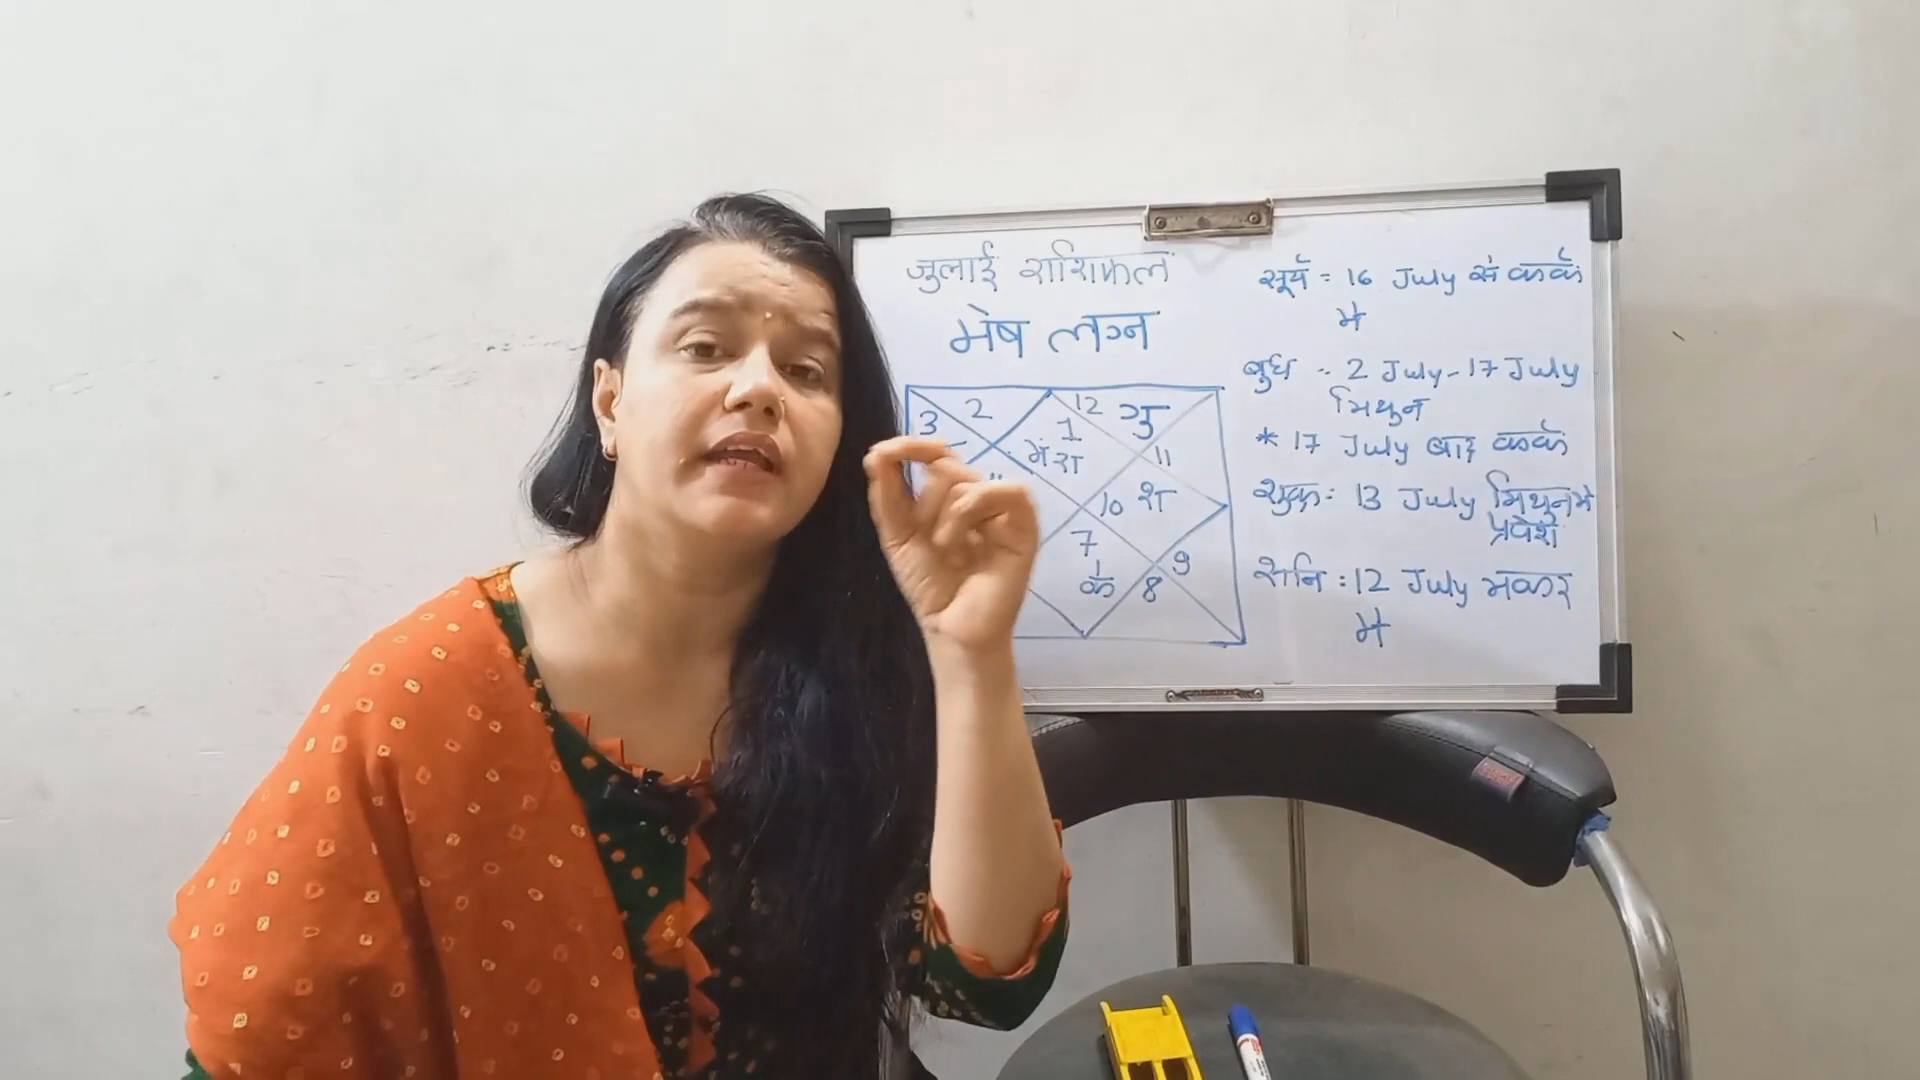 जुलाई राशिफल
मेष लग्न
2
3
12 गु
1
में रा
11
10 श
7
के
8
9
सूर्य = 16 July से कर्क
में
बुध - 2 July - 17 July
मिथुन
* 17 July बाद कर्क
शुक्र = 13 July मिथुन में
प्रवेश
शनि : 12 July मकर
में